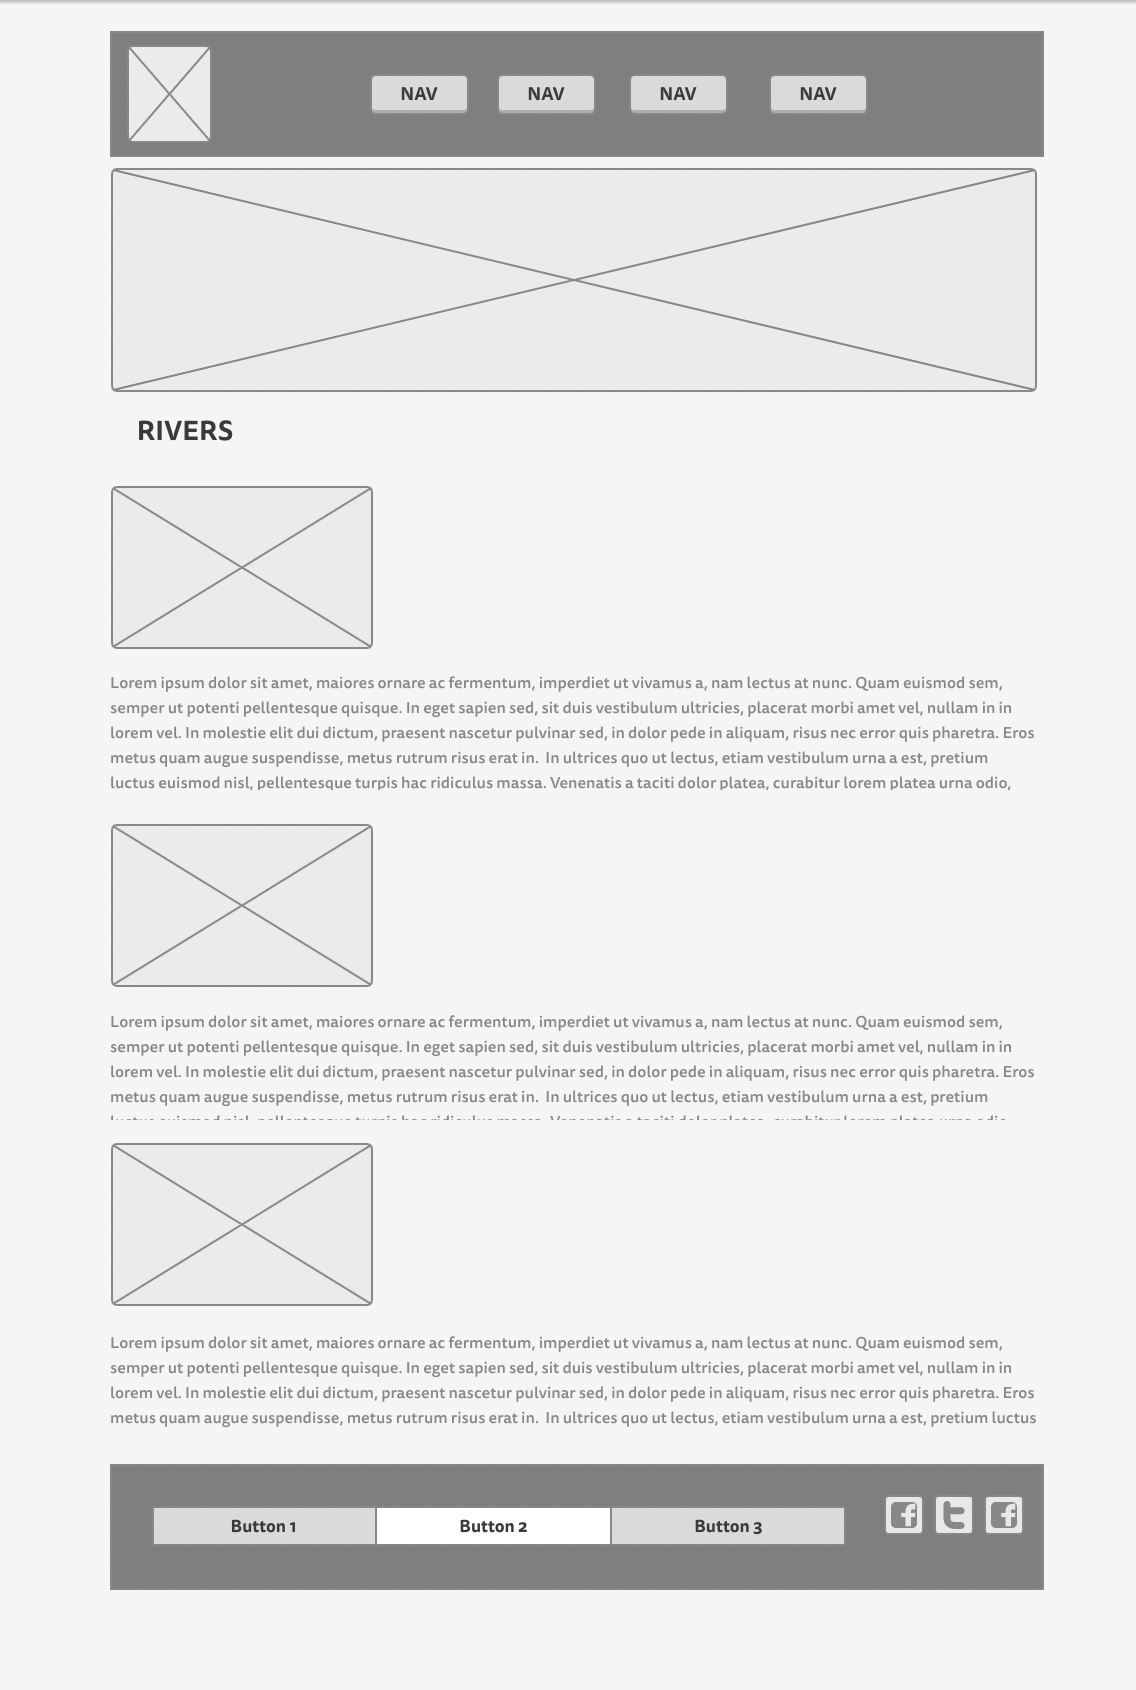 NAV NAV NAV NAV
RIVERS
Lorem ipsum dolor sit amet, maiores ornare ac fermentum, imperdiet ut vivamus a, nam lectus at nunc. Quam euismod sem,
semper ut potenti pellentesque quisque. In eget sapien sed, sit duis vestibulum ultricies, placerat morbi amet vel, nullam in in
lorem vel. In molestie elit dui dictum, praesent nascetur pulvinar sed, in dolor pede in aliquam, risus nec error quis pharetra. Eros
metus quam augue suspendisse, metus rutrum risus erat in.  In ultrices quo ut lectus, etiam vestibulum urna a est, pretium
luctus euismod nisl, pellentesque turpis hac ridiculus massa. Venenatis a taciti dolor platea, curabitur lorem platea urna odio,
Lorem ipsum dolor sit amet, maiores ornare ac fermentum, imperdiet ut vivamus a, nam lectus at nunc. Quam euismod sem,
semper ut potenti pellentesque quisque. In eget sapien sed, sit duis vestibulum ultricies, placerat morbi amet vel, nullam in in
lorem vel. In molestie elit dui dictum, praesent nascetur pulvinar sed, in dolor pede in aliquam, risus nec error quis pharetra. Eros
metus quam augue suspendisse, metus rutrum risus erat in.  In ultrices quo ut lectus, etiam vestibulum urna a est, pretium
Lorem ipsum dolor sit amet, maiores ornare ac fermentum, imperdiet ut vivamus a, nam lectus at nunc. Quam euismod sem,
semper ut potenti pellentesque quisque. In eget sapien sed, sit duis vestibulum ultricies, placerat morbi amet vel, nullam in in
lorem vel. In molestie elit dui dictum, praesent nascetur pulvinar sed, in dolor pede in aliquam, risus nec error quis pharetra. Eros
metus quam augue suspendisse, metus rutrum risus erat in.  In ultrices quo ut lectus, etiam vestibulum urna a est, pretium luctus
Button 1 Button 2 Button 3